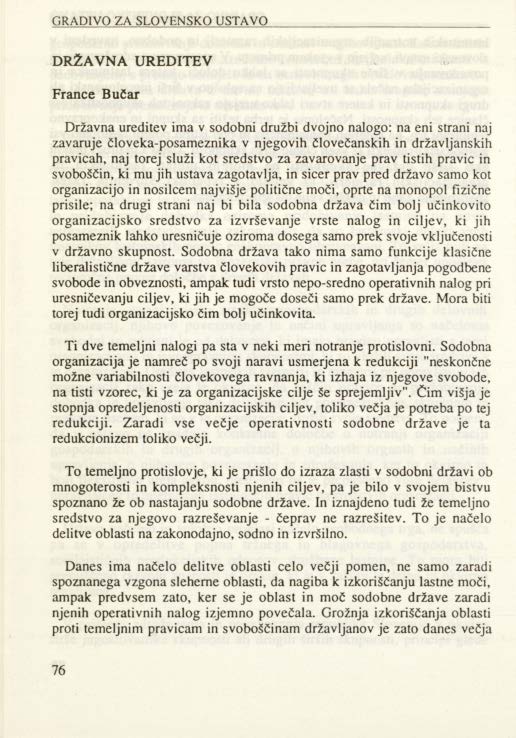 GRADIVO ZA SLOVENSKO USTAVO
DRŽAVNA UREDITEV
France Bučar
Državna ureditev ima v sodobni družbi dvojno nalogo: na eni strani naj
zavaruje človeka-posameznika v njegovih človečanskih in državljanskih
pravicah, naj torej služi kot sredstvo za zavarovanje prav tistih pravic in
svoboščin, ki mu jih ustava zagotavlja, in sicer prav pred državo samo kot
organizacijo in nosilcem najvišje politične moči, oprte na monopol fizične
prisile; na drugi strani naj bi bila sodobna država čim bolj učinkovito
organizacijsko sredstvo za izvrševanje vrste nalog in ciljev, ki jih
posameznik lahko uresničuje oziroma dosega samo prek svoje vključenosti
v državno skupnost. Sodobna država tako nima samo funkcije klasične
liberalistične države varstva človekovih pravic in zagotavljanja pogodbene
svobode in obveznosti, ampak tudi vrsto nepo-sredno operativnih nalog pri
uresničevanju ciljev, ki jih je mogoče doseči samo prek države. Mora biti
torej tudi organizacijsko čim bolj učinkovita.
Ti dve temeljni nalogi pa sta v neki meri notranje protislovni. Sodobna
organizacija je namreč po svoji naravi usmerjena k redukciji "neskončne
možne variabilnosti človekovega ravnanja, ki izhaja iz njegove svobode,
na tisti vzorec, ki je za organizacijske cilje še sprejemljiv". Čim višja je
stopnja opredeljenosti organizacijskih ciljev, toliko večja je potreba po tej
redukciji. Zaradi vse večje operativnosti sodobne države je ta
redukcionizem toliko večji.
To temeljno protislovje, ki je prišlo do izraza zlasti v sodobni državi ob
mnogoterosti in kompleksnosti njenih ciljev, pa je bilo v svojem bistvu
spoznano že ob nastajanju sodobne države. In iznajdeno tudi že temeljno
sredstvo za njegovo razreševanje - čeprav ne razrešitev. To je načelo
delitve oblasti na zakonodajno, sodno in izvršilno.
Danes ima načelo delitve oblasti celo večji pomen, ne samo zaradi
spoznanega vzgona sleherne oblasti, da nagiba k izkoriščanju lastne moči,
ampak predvsem zato, ker se je oblast in moč sodobne države zaradi
njenih operativnih nalog izjemno povečala. Grožnja izkoriščanja oblasti
proti temeljnim pravicam in svoboščinam državljanov je zato danes večja
76